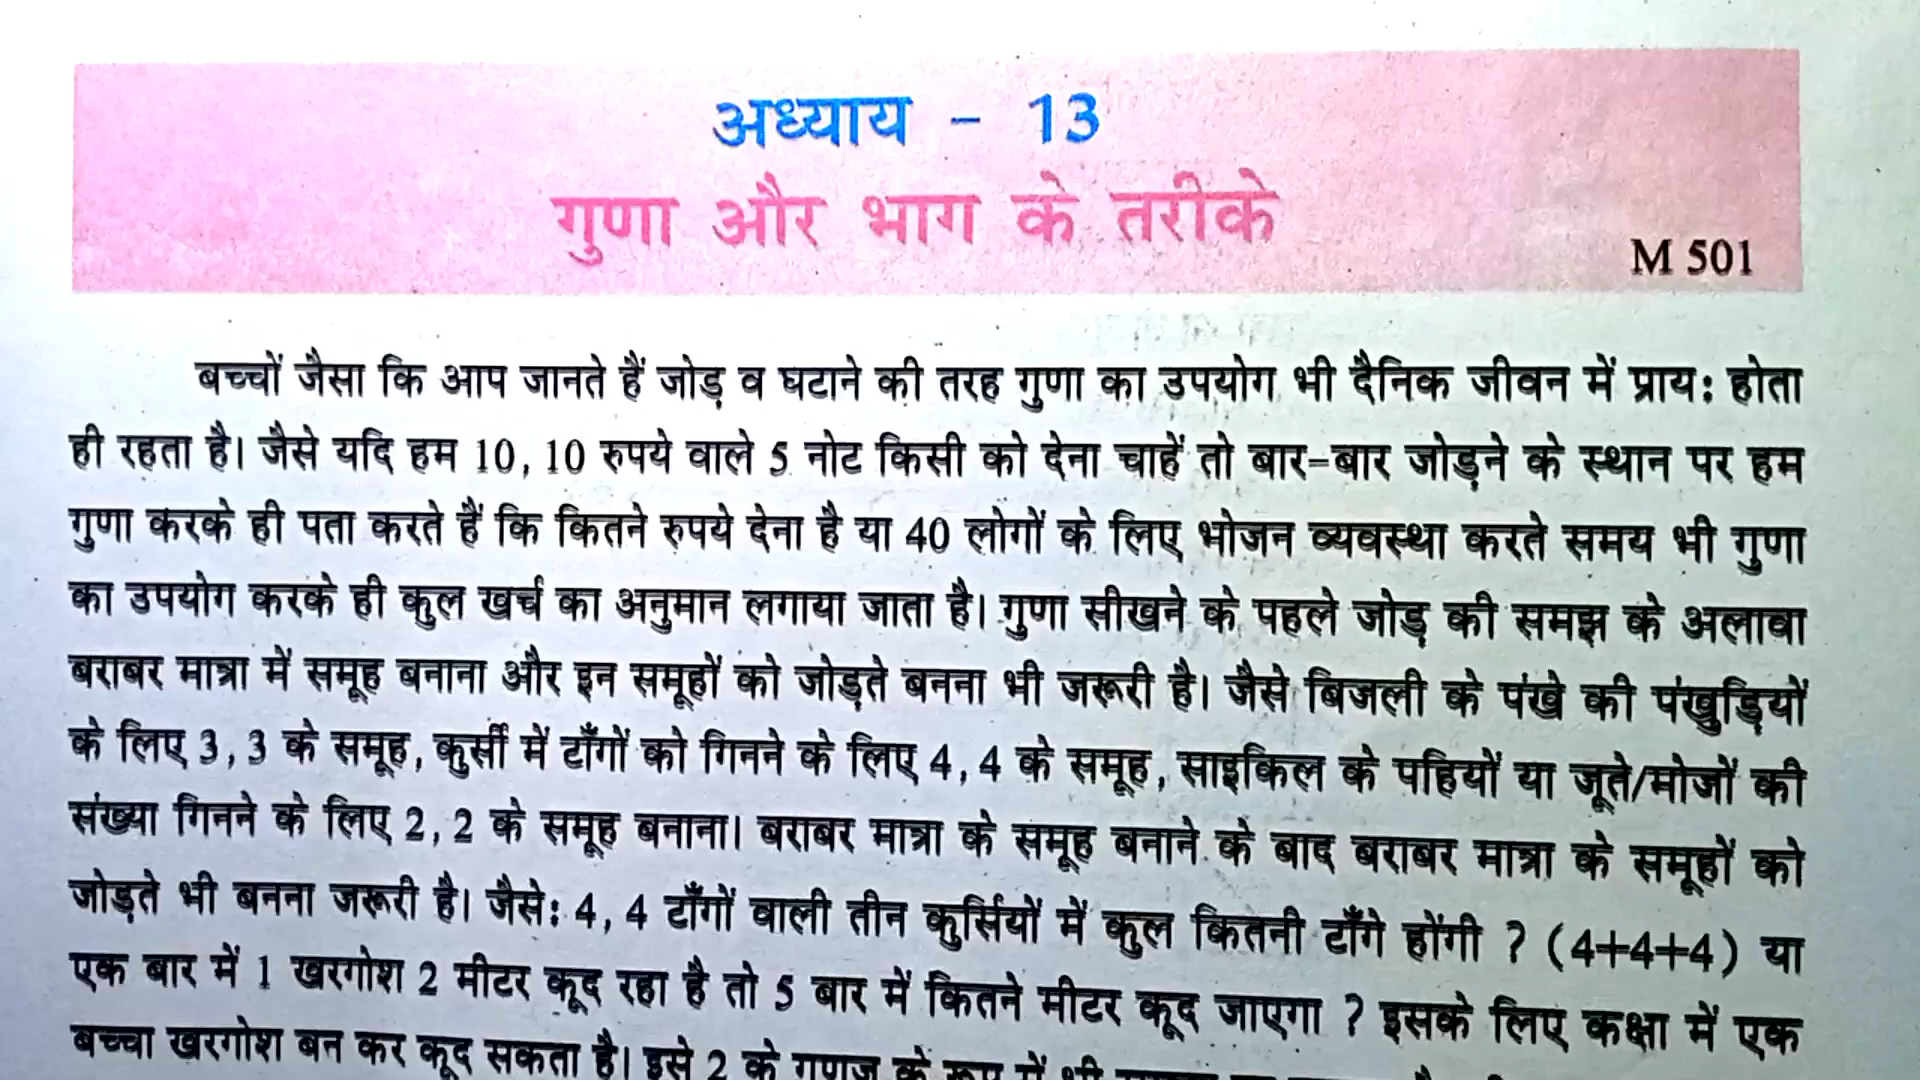 अध्याय - 13
गुणा और भाग के तरीके
M 501
बच्चों जैसा कि आप जानते हैं जोड़ व घटाने की तरह गुणा का उपयोग भी दैनिक जीवन में प्रायः होता
ही रहता है। जैसे यदि हम 10, 10 रुपये वाले 5 नोट किसी को देना चाहें तो बार-बार जोड़ने के स्थान पर हम
गुणा करके ही पता करते हैं कि कितने रुपये देना है या 40 लोगों के लिए भोजन व्यवस्था करते समय भी गुणा
का उपयोग करके ही कुल खर्च का अनुमान लगाया जाता है। गुणा सीखने के पहले जोड़ की समझ के अलावा
बराबर मात्रा में समूह बनाना और इन समूहों को जोड़ते बनना भी जरूरी है। जैसे बिजली के पंखे की पंखुड़ियों
के लिए 3, 3 के समूह, कुर्सी में टाँगों को गिनने के लिए 4, 4 के समूह, साइकिल के पहियों या जूते/मोजों की
संख्या गिनने के लिए 2, 2 के समूह बनाना। बराबर मात्रा के समूह बनाने के बाद बराबर मात्रा के समूहों को
जोड़ते भी बनना जरूरी है। जैसे: 4, 4 टाँगों वाली तीन कुर्सियों में कुल कितनी टाँगे होंगी ? (4+4+4) या
एक बार में 1 खरगोश 2 मीटर कूद रहा है तो 5 बार में कितने मीटर कूद जाएगा ? इसके लिए कक्षा में एक
बच्चा खरगोश बन कर कूद सकता है। इसे 2 के गुणज के रूप में भी